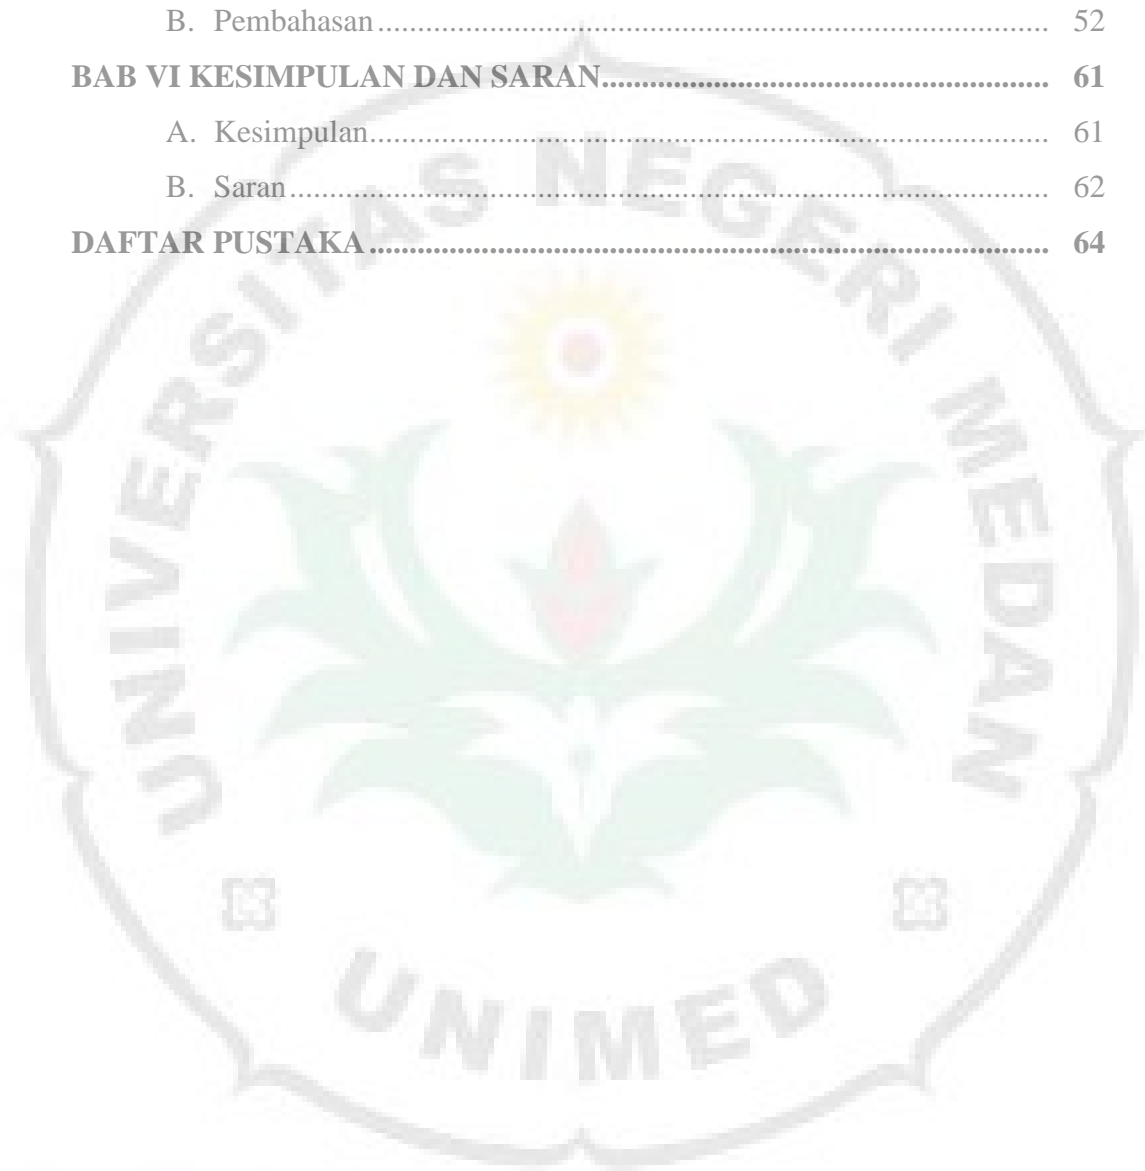 B. Pembahasan ................................................................................... 52
BAB VI KESIMPULAN DAN SARAN....................................................... 61
A. Kesimpulan.................................................................................... 61
B. Saran .............................................................................................. 62
DAFTAR PUSTAKA .................................................................................... 64
UNIVERSITAS NEGERI MEDAN
UNIMED